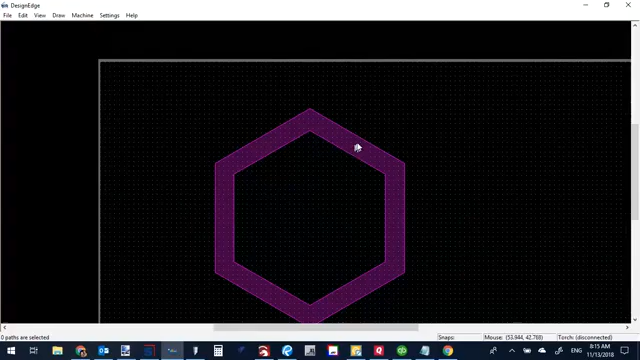 DesignEdge
File Edit View Draw Machine Settings Help
0 paths are selected
Snaps: Mouse: (53.944, 42.768) Torch: (disconnected)
ENG
8:15 AM
11/13/2018